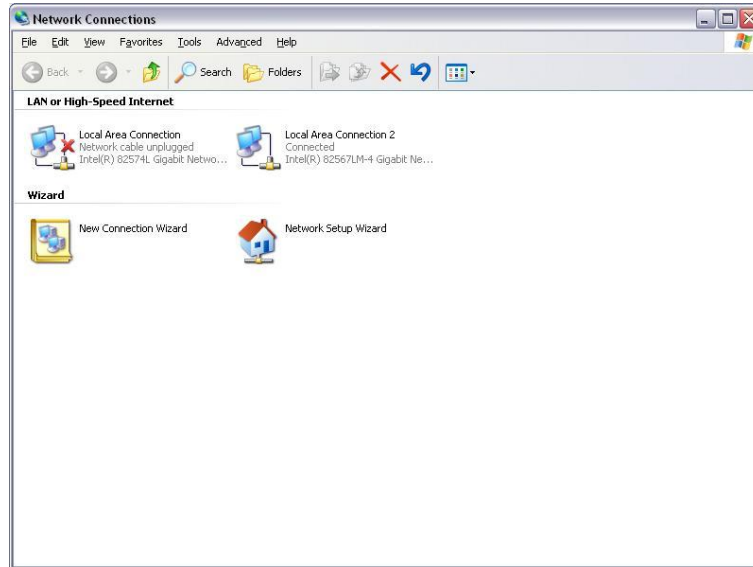 Network Connections
File Edit View Favorites Tools Advanced Help
Back Search Folders
LAN or High-Speed Internet
Local Area Connection
Network cable unplugged
Intel(R) 82574L Gigabit Netwo...
Local Area Connection 2
Connected
Intel(R) 82567LM-4 Gigabit Ne...
Wizard
New Connection Wizard
Network Setup Wizard